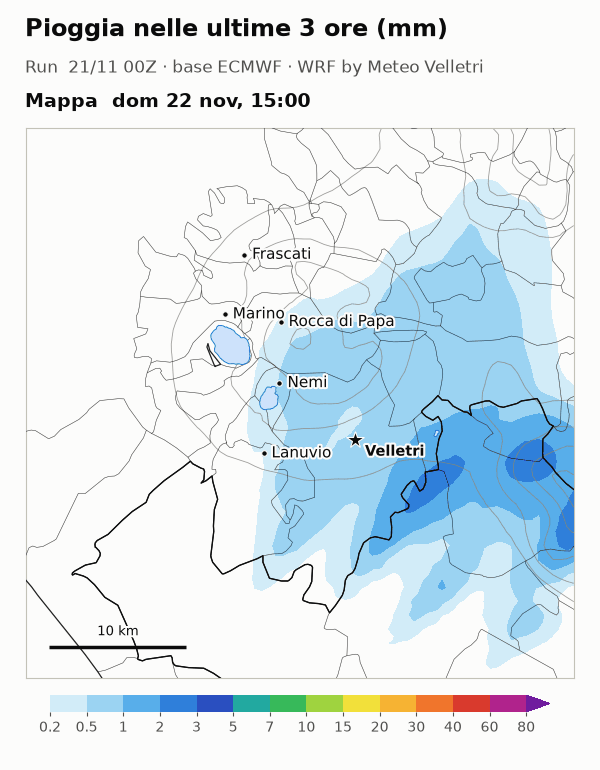 Pioggia nelle ultime 3 ore (mm)
Run  21/11 00Z · base ECMWF · WRF by Meteo Velletri
Mappa  dom 22 nov, 15:00
Frascati
Marino
Rocca di Papa
Nemi
Velletri
Lanuvio
10 km
0.2 0.5 1 2 3 5 7 10 15 20 30 40 60 80